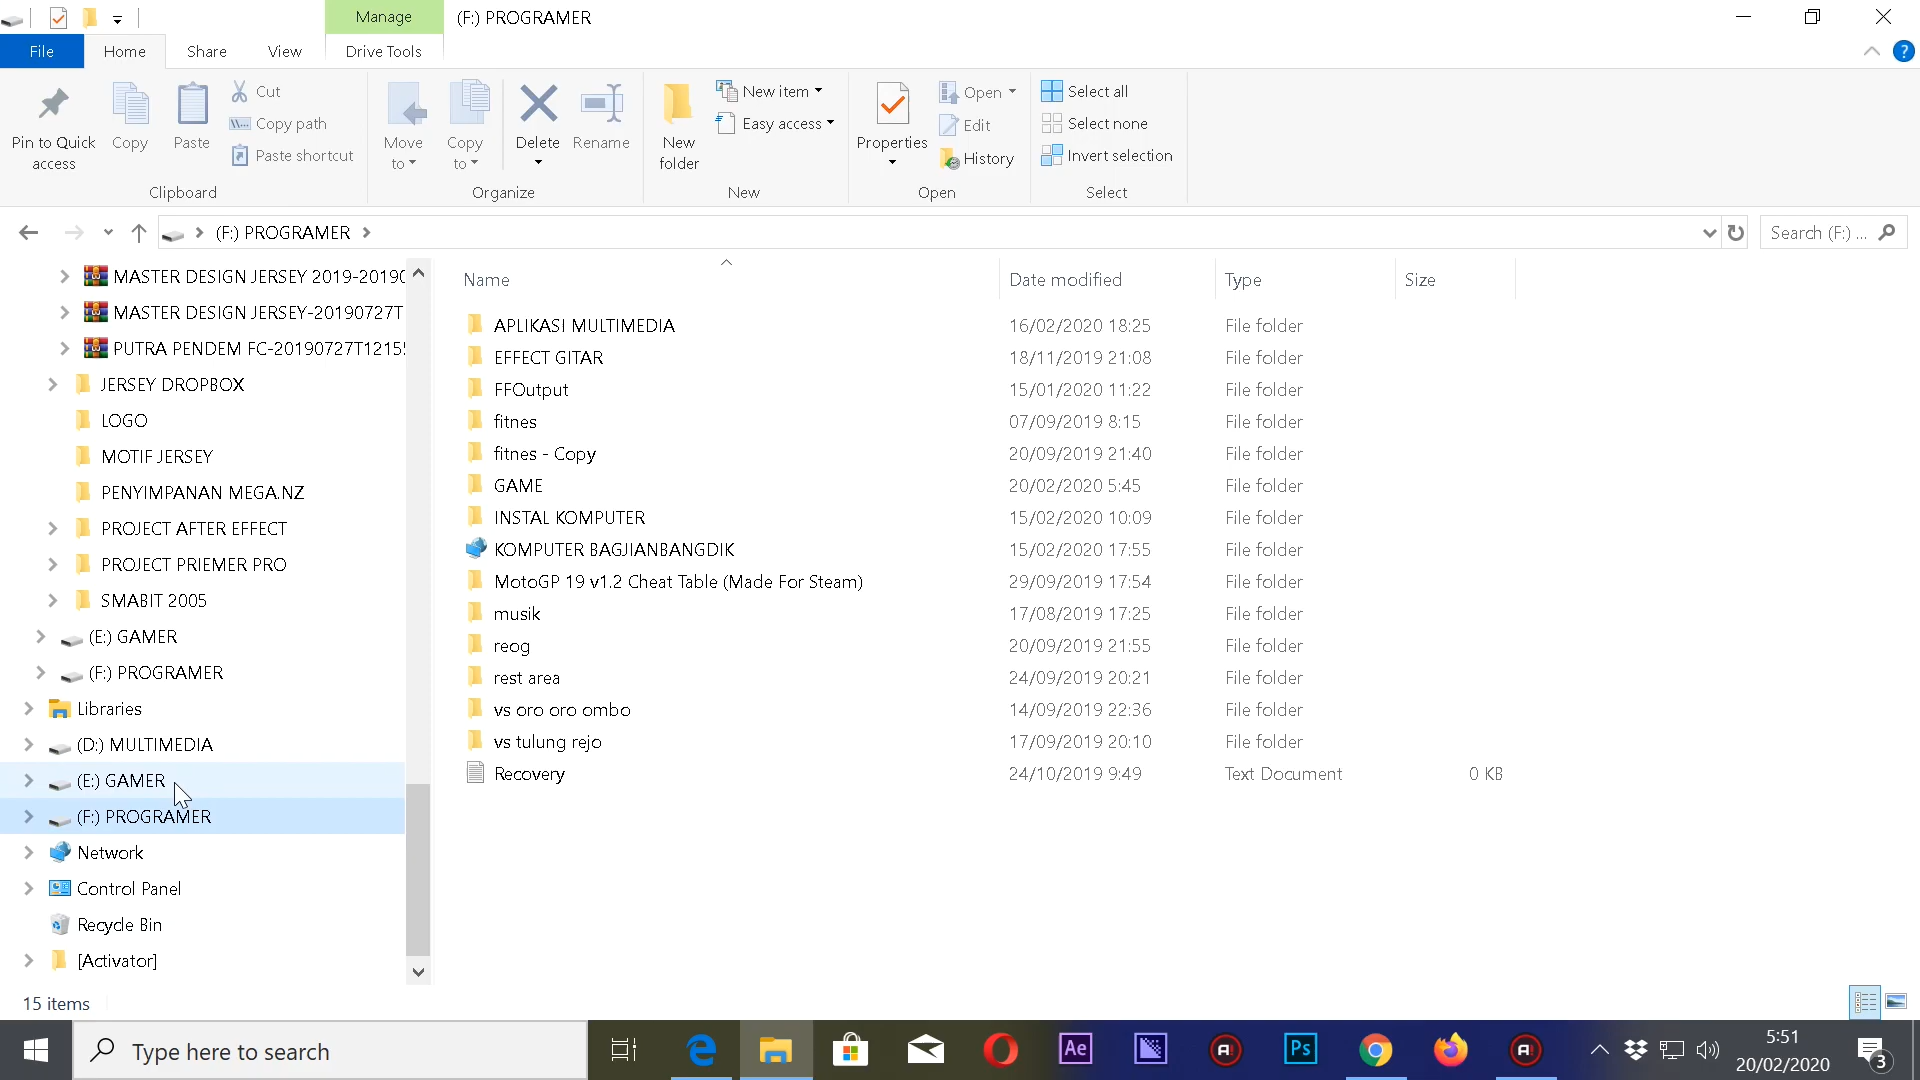 Manage
(F:) PROGRAMER
File
Home
Share
View
Drive Tools
Pin to Quick access
Copy
Paste
Cut
Copy path
Paste shortcut
Clipboard
Move to
Copy to
Delete
Rename
Organize
New folder
New item
Easy access
New
Properties
Open
Edit
History
Open
Select all
Select none
Invert selection
Select
(F:) PROGRAMER
Search (F:) ...
MASTER DESIGN JERSEY 2019-20190
MASTER DESIGN JERSEY-20190727T
PUTRA PENDEM FC-20190727T1215
JERSEY DROPBOX
LOGO
MOTIF JERSEY
PENYIMPANAN MEGA.NZ
PROJECT AFTER EFFECT
PROJECT PRIEMER PRO
SMABIT 2005
(E:) GAMER
(F:) PROGRAMER
Libraries
(D:) MULTIMEDIA
(E:) GAMER
(F:) PROGRAMER
Network
Control Panel
Recycle Bin
[Activator]
Name Date modified Type Size
APLIKASI MULTIMEDIA 16/02/2020 18:25 File folder
EFFECT GITAR 18/11/2019 21:08 File folder
FFOutput 15/01/2020 11:22 File folder
fitnes 07/09/2019 8:15 File folder
fitnes - Copy 20/09/2019 21:40 File folder
GAME 20/02/2020 5:45 File folder
INSTAL KOMPUTER 15/02/2020 10:09 File folder
KOMPUTER BAGJIANBANGDIK 15/02/2020 17:55 File folder
MotoGP 19 v1.2 Cheat Table (Made For Steam) 29/09/2019 17:54 File folder
musik 17/08/2019 17:25 File folder
reog 20/09/2019 21:55 File folder
rest area 24/09/2019 20:21 File folder
vs oro oro ombo 14/09/2019 22:36 File folder
vs tulung rejo 17/09/2019 20:10 File folder
Recovery 24/10/2019 9:49 Text Document 0 KB
15 items
Type here to search
Ae
Ps
5:51
20/02/2020
3